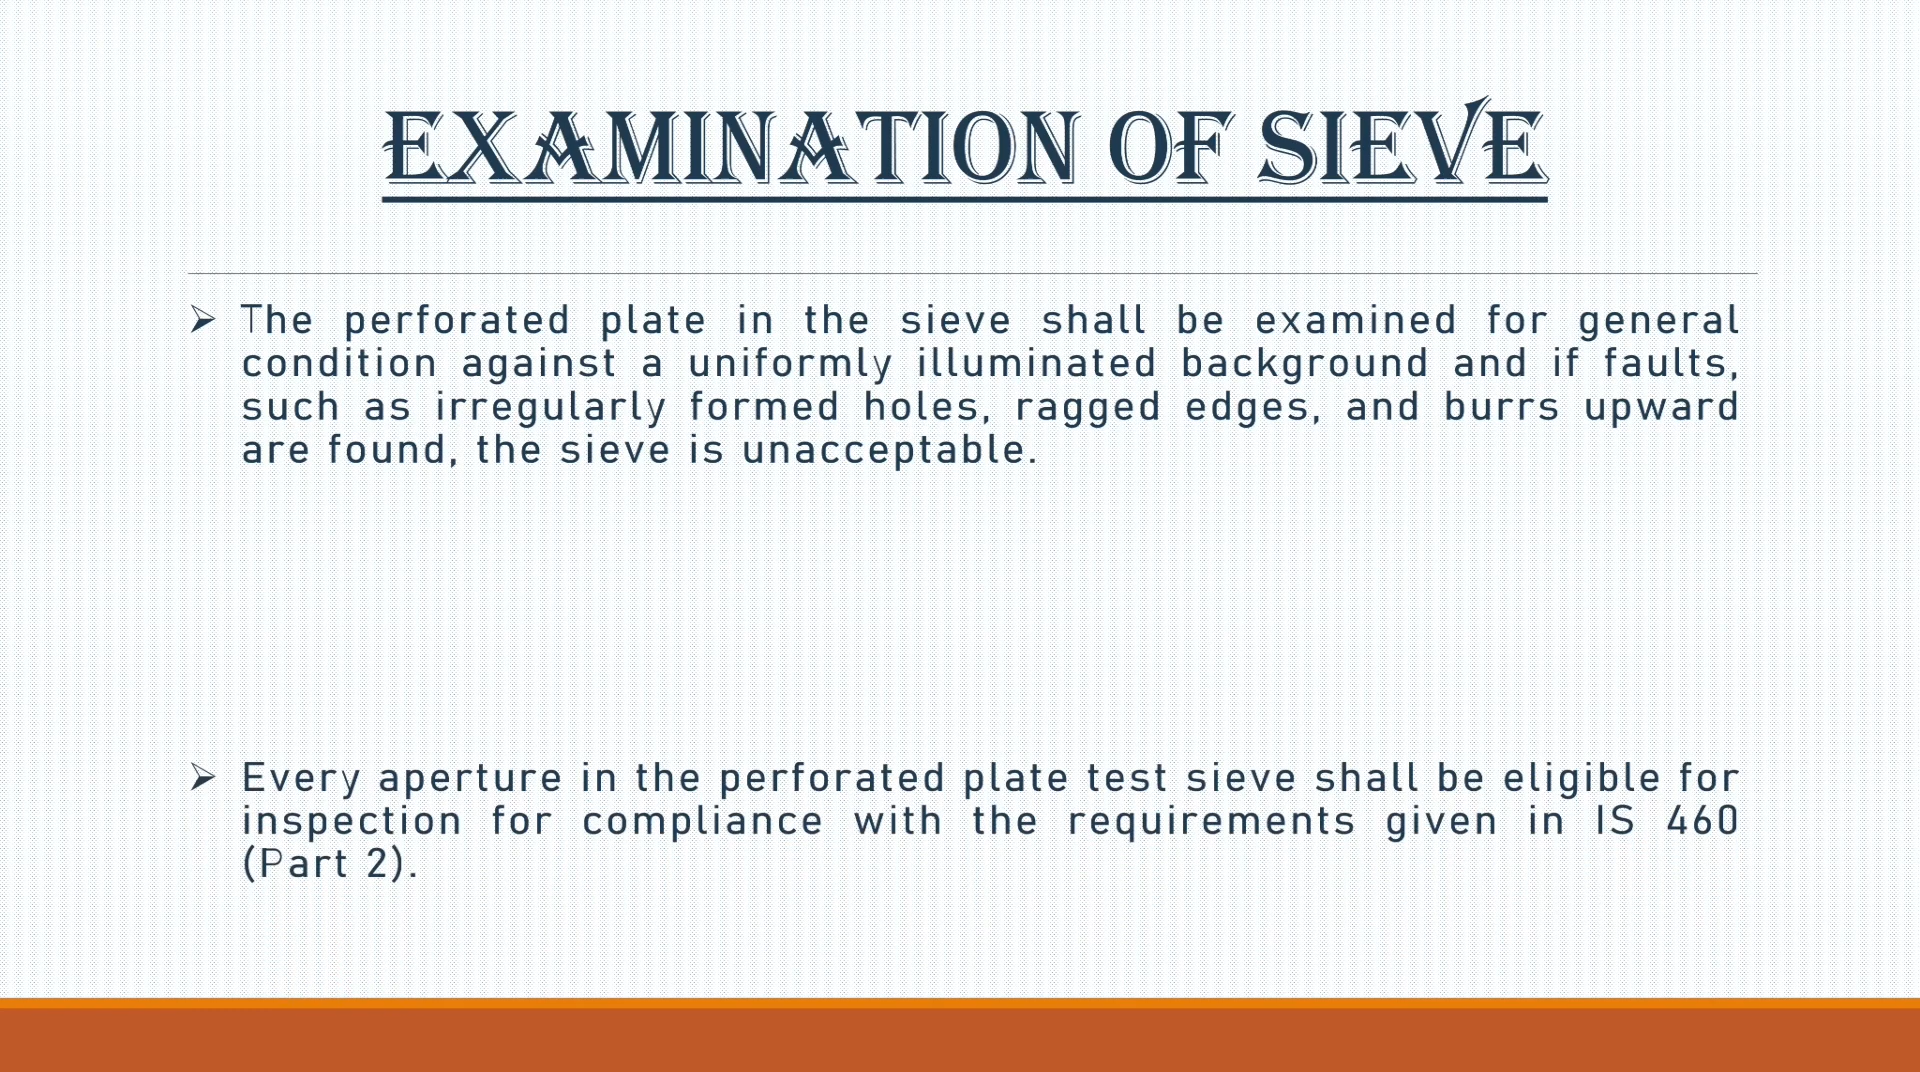 EXAMINATION OF SIEVE
➢ The perforated plate in the sieve shall be examined for general
condition against a uniformly illuminated background and if faults,
such as irregularly formed holes, ragged edges, and burrs upward
are found, the sieve is unacceptable.
➢ Every aperture in the perforated plate test sieve shall be eligible for
inspection for compliance with the requirements given in IS 460
(Part 2).